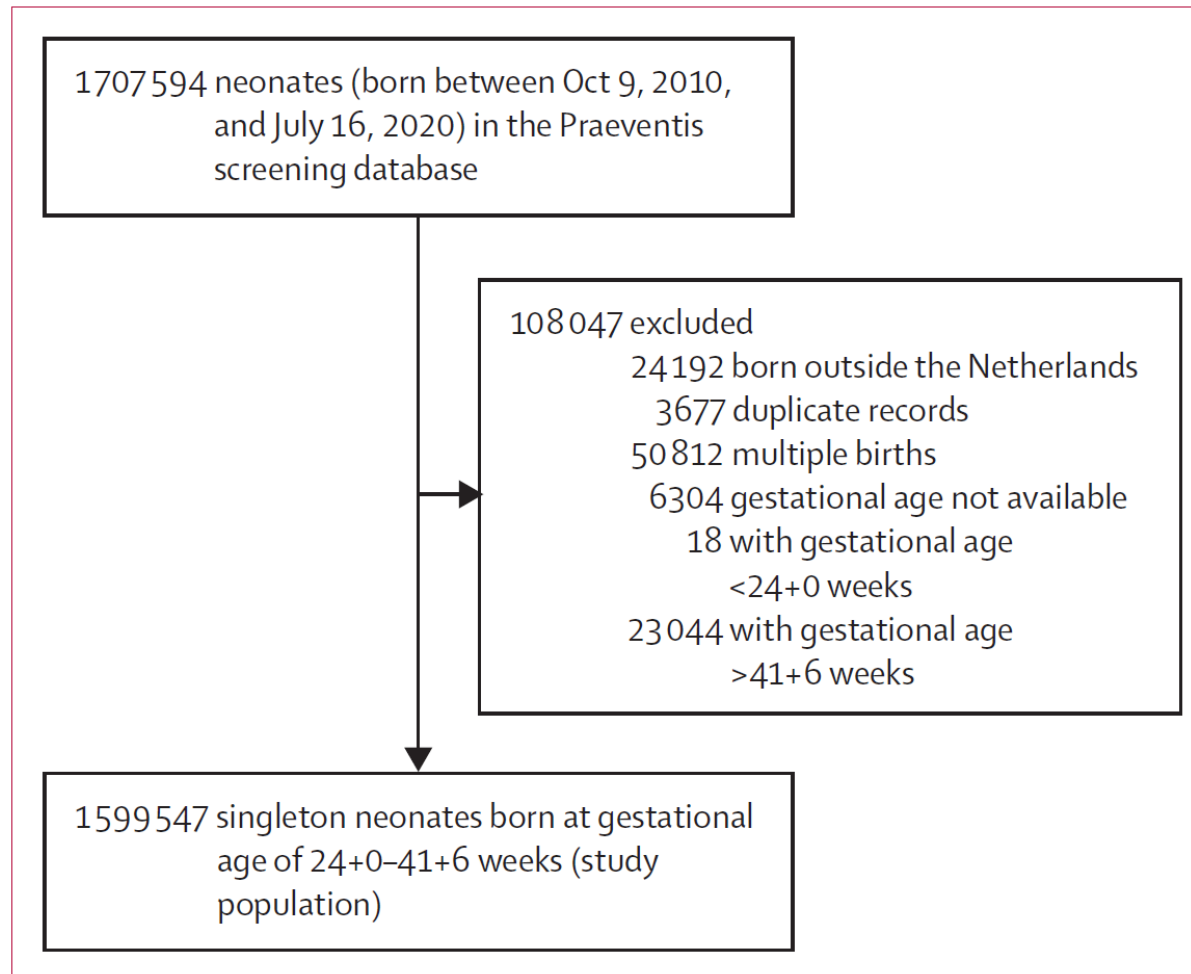 1707594 neonates (born between Oct 9, 2010,
and July 16, 2020) in the Praeventis
screening database
108047 excluded
24192 born outside the Netherlands
3677 duplicate records
50812 multiple births
6304 gestational age not available
18 with gestational age
<24+0 weeks
23044 with gestational age
>41+6 weeks
1599547 singleton neonates born at gestational
age of 24+0–41+6 weeks (study
population)